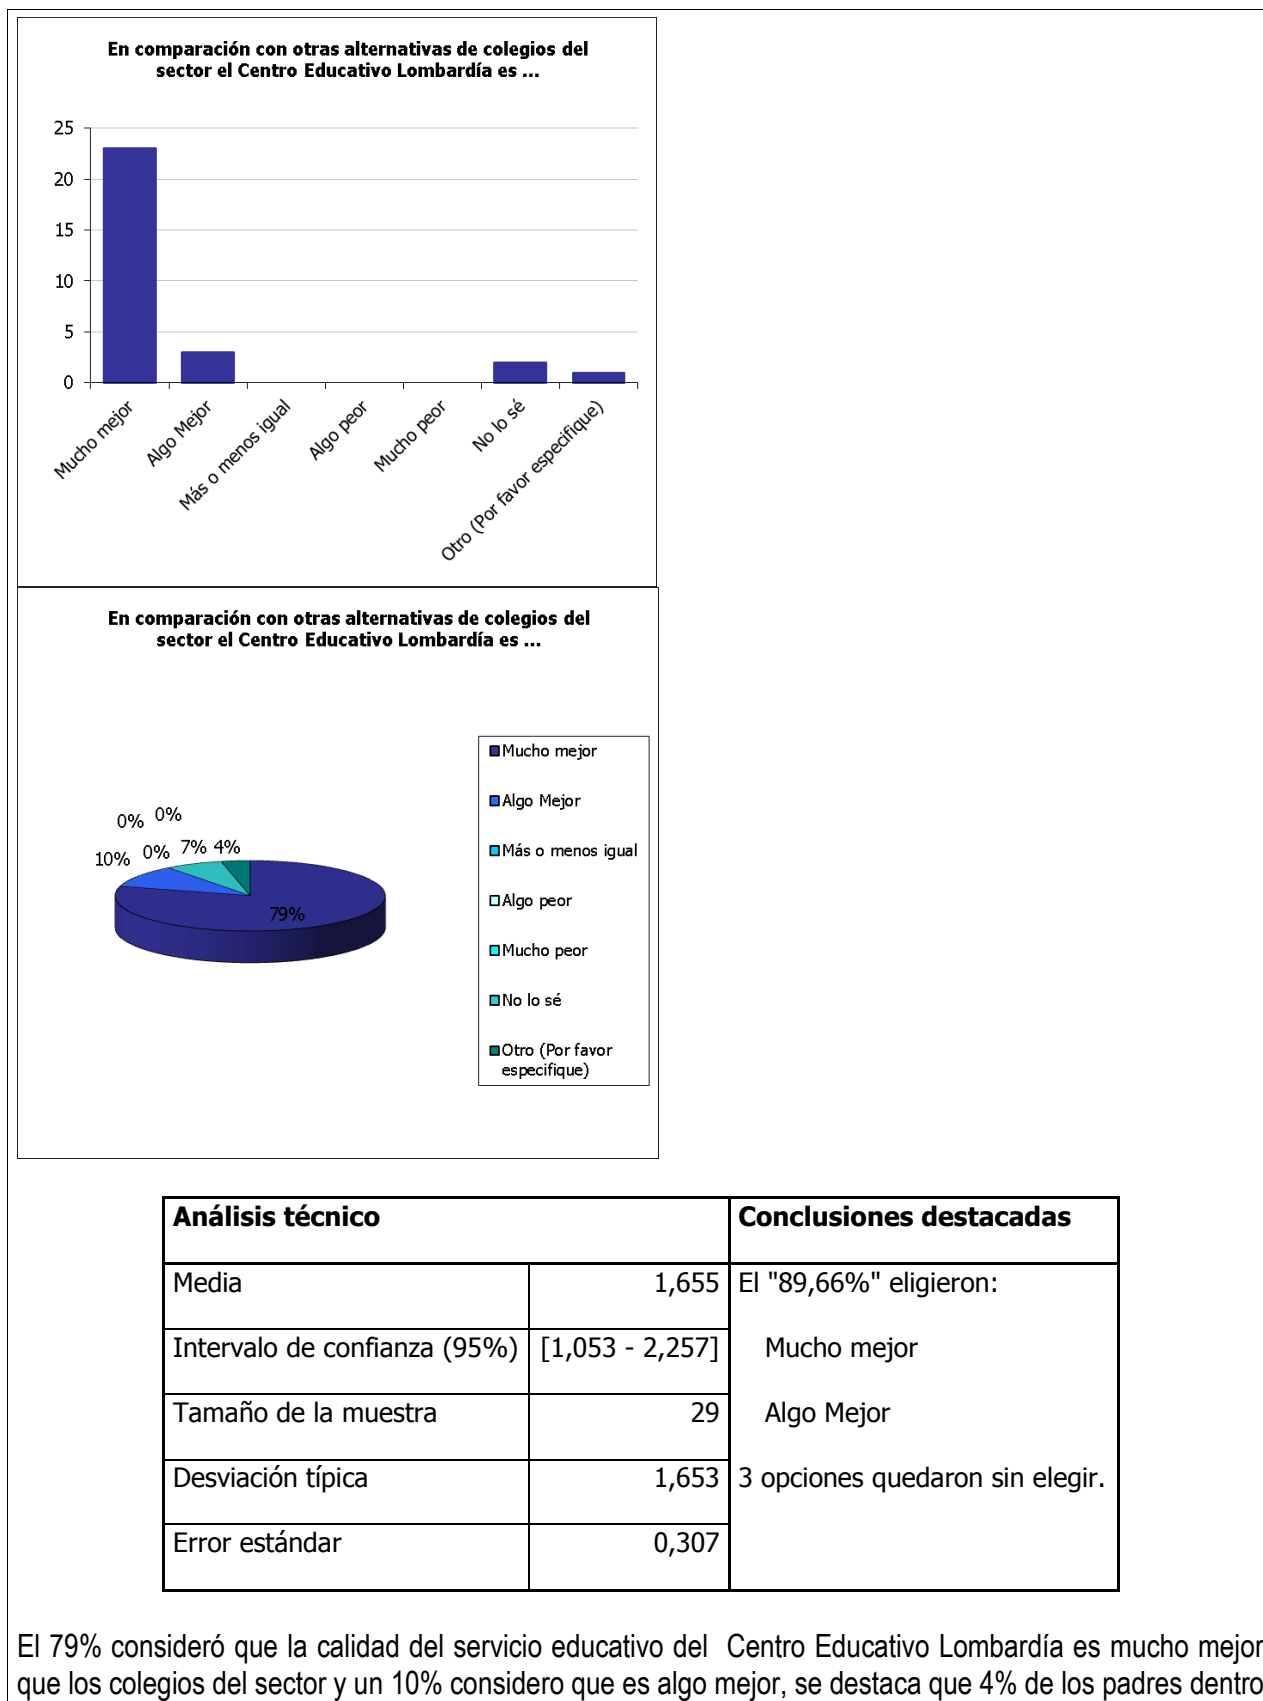 En comparación con otras alternativas de colegios del
sector el Centro Educativo Lombardía es ...
25
20
15
10
5
0
Mucho mejor
Algo Mejor
Más o menos igual
Algo peor
Mucho peor
No lo sé
Otro (Por favor especifique)
En comparación con otras alternativas de colegios del
sector el Centro Educativo Lombardía es ...
0% 0%
10% 0% 7% 4%
79%
Mucho mejor
Algo Mejor
Más o menos igual
Algo peor
Mucho peor
No lo sé
Otro (Por favor
especifique)
Análisis técnico Conclusiones destacadas
Media 1,655 El "89,66%" eligieron:
Intervalo de confianza (95%) [1,053 - 2,257] Mucho mejor
Tamaño de la muestra 29 Algo Mejor
Desviación típica 1,653 3 opciones quedaron sin elegir.
Error estándar 0,307
El 79% consideró que la calidad del servicio educativo del Centro Educativo Lombardía es mucho mejor
que los colegios del sector y un 10% considero que es algo mejor, se destaca que 4% de los padres dentro